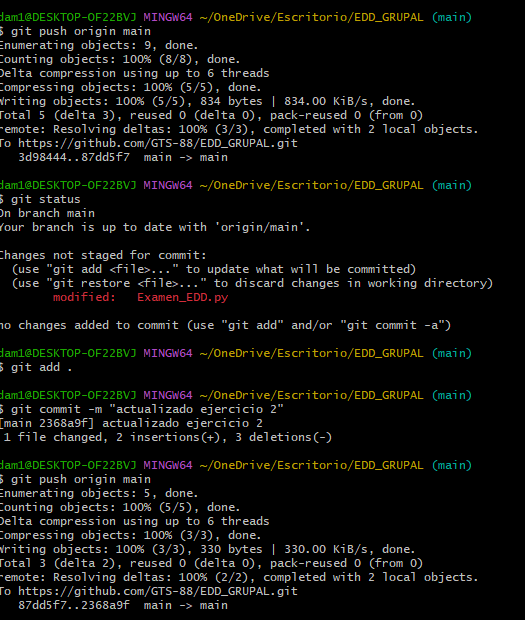 dam1@DESKTOP-OF22BVJ MINGW64 ~/OneDrive/Escritorio/EDD_GRUPAL (main)
$ git push origin main
Enumerating objects: 9, done.
Counting objects: 100% (8/8), done.
Delta compression using up to 6 threads
Compressing objects: 100% (5/5), done.
Writing objects: 100% (5/5), 834 bytes | 834.00 KiB/s, done.
Total 5 (delta 3), reused 0 (delta 0), pack-reused 0 (from 0)
remote: Resolving deltas: 100% (3/3), completed with 2 local objects.
To https://github.com/GTS-88/EDD_GRUPAL.git
3d98444..87dd5f7  main -> main
dam1@DESKTOP-OF22BVJ MINGW64 ~/OneDrive/Escritorio/EDD_GRUPAL (main)
$ git status
On branch main
Your branch is up to date with 'origin/main'.
Changes not staged for commit:
(use "git add <file>..." to update what will be committed)
(use "git restore <file>..." to discard changes in working directory)
modified:   Examen_EDD.py
no changes added to commit (use "git add" and/or "git commit -a")
dam1@DESKTOP-OF22BVJ MINGW64 ~/OneDrive/Escritorio/EDD_GRUPAL (main)
$ git add .
dam1@DESKTOP-OF22BVJ MINGW64 ~/OneDrive/Escritorio/EDD_GRUPAL (main)
$ git commit -m "actualizado ejercicio 2"
[main 2368a9f] actualizado ejercicio 2
1 file changed, 2 insertions(+), 3 deletions(-)
dam1@DESKTOP-OF22BVJ MINGW64 ~/OneDrive/Escritorio/EDD_GRUPAL (main)
$ git push origin main
Enumerating objects: 5, done.
Counting objects: 100% (5/5), done.
Delta compression using up to 6 threads
Compressing objects: 100% (3/3), done.
Writing objects: 100% (3/3), 330 bytes | 330.00 KiB/s, done.
Total 3 (delta 2), reused 0 (delta 0), pack-reused 0 (from 0)
remote: Resolving deltas: 100% (2/2), completed with 2 local objects.
To https://github.com/GTS-88/EDD_GRUPAL.git
87dd5f7..2368a9f  main -> main